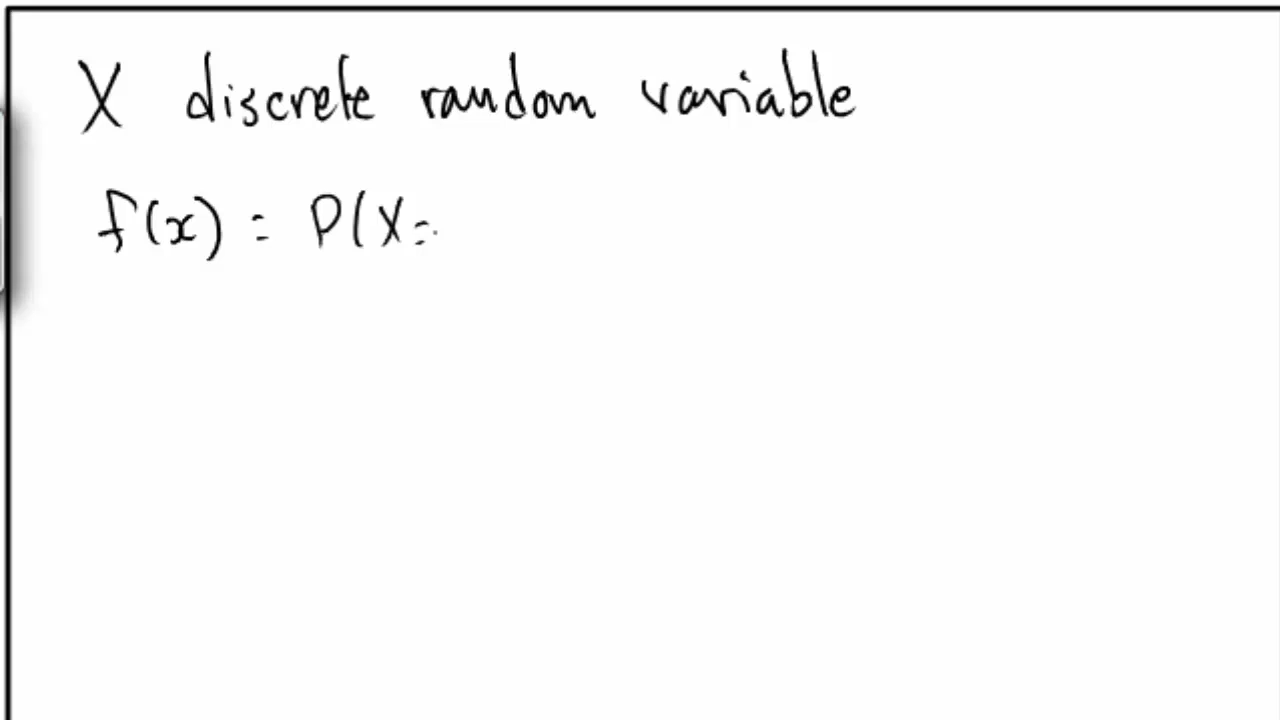 X discrete random variable
f(x) = P(X=